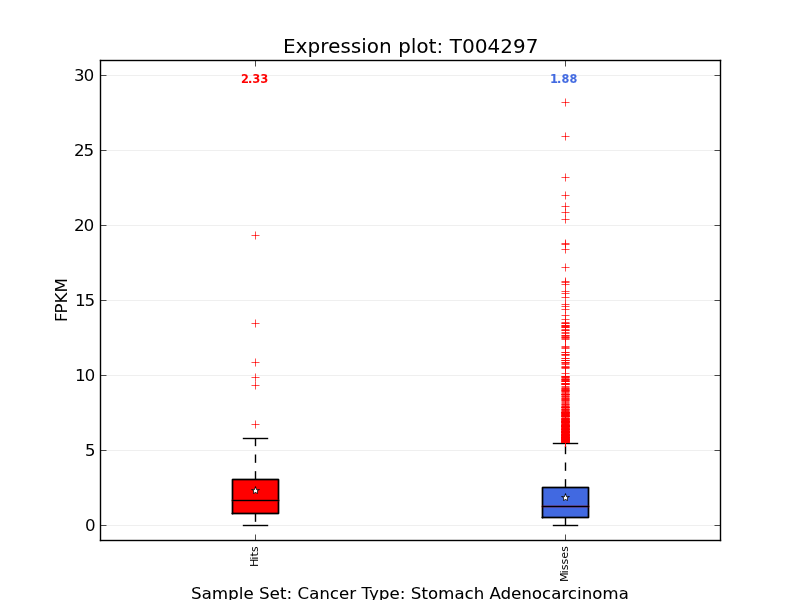 Expression plot: T004297
2.33
1.88
30
25
20
15
10
5
0
FPKM
Hits
Misses
Sample Set: Cancer Type: Stomach Adenocarcinoma